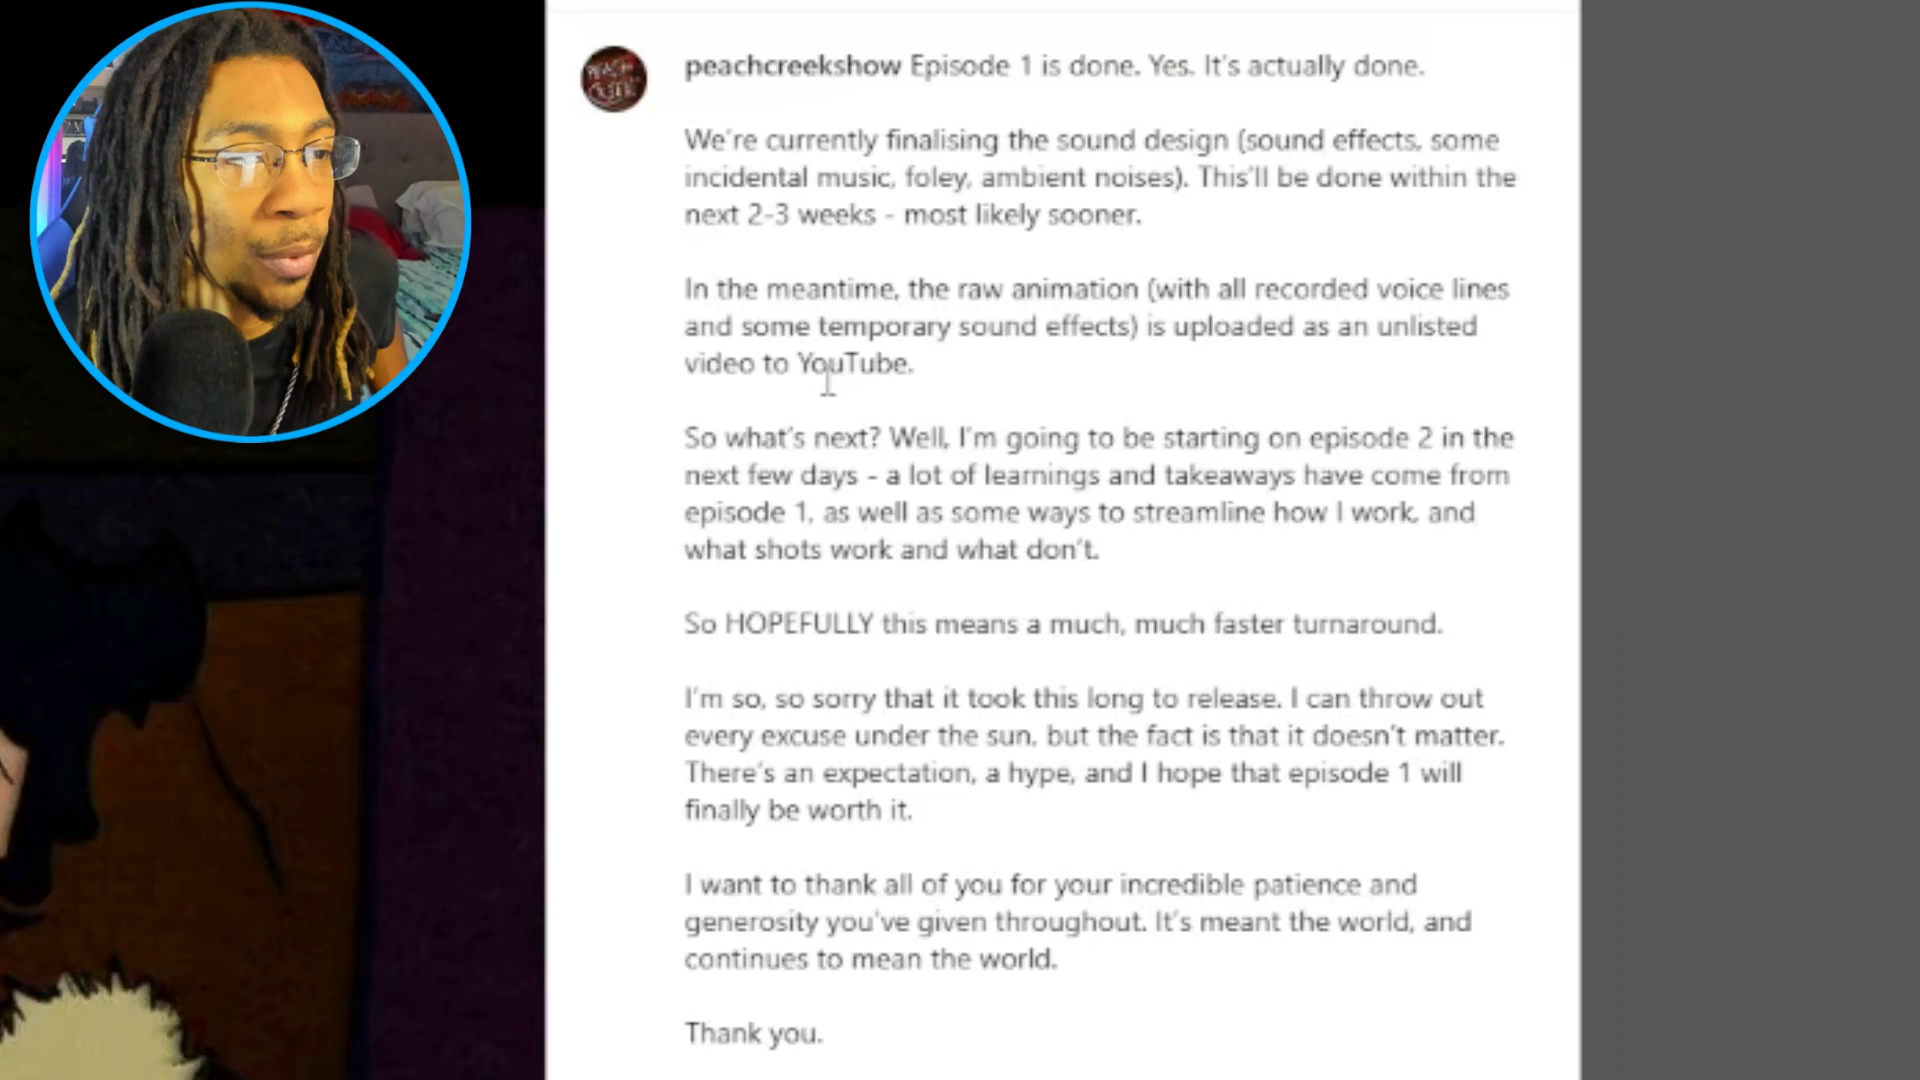 peachcreekshow Episode 1 is done. Yes. It's actually done.
We're currently finalising the sound design (sound effects, some
incidental music, foley, ambient noises). This'll be done within the
next 2-3 weeks - most likely sooner.
In the meantime, the raw animation (with all recorded voice lines
and some temporary sound effects) is uploaded as an unlisted
video to YouTube.
So what's next? Well, I'm going to be starting on episode 2 in the
next few days - a lot of learnings and takeaways have come from
episode 1, as well as some ways to streamline how I work, and
what shots work and what don't.
So HOPEFULLY this means a much, much faster turnaround.
I'm so, so sorry that it took this long to release. I can throw out
every excuse under the sun, but the fact is that it doesn't matter.
There's an expectation, a hype, and I hope that episode 1 will
finally be worth it.
I want to thank all of you for your incredible patience and
generosity you've given throughout. It's meant the world, and
continues to mean the world.
Thank you.